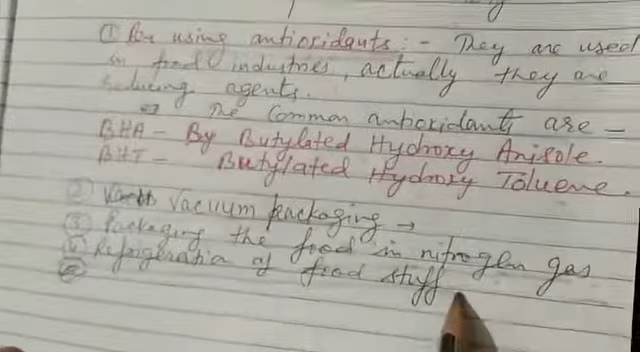 ① By using antioxidants :- They are used
in food industries, actually they are
reducing agents.
⇒ The Common antioxidants are -
BHA - By Butylated Hydroxy Anisole.
BHT - Butylated Hydroxy Toluene.
② Vacuum packaging →
③ Packaging the food in nitrogen gas
④ Refrigeration of food stuff
⑤